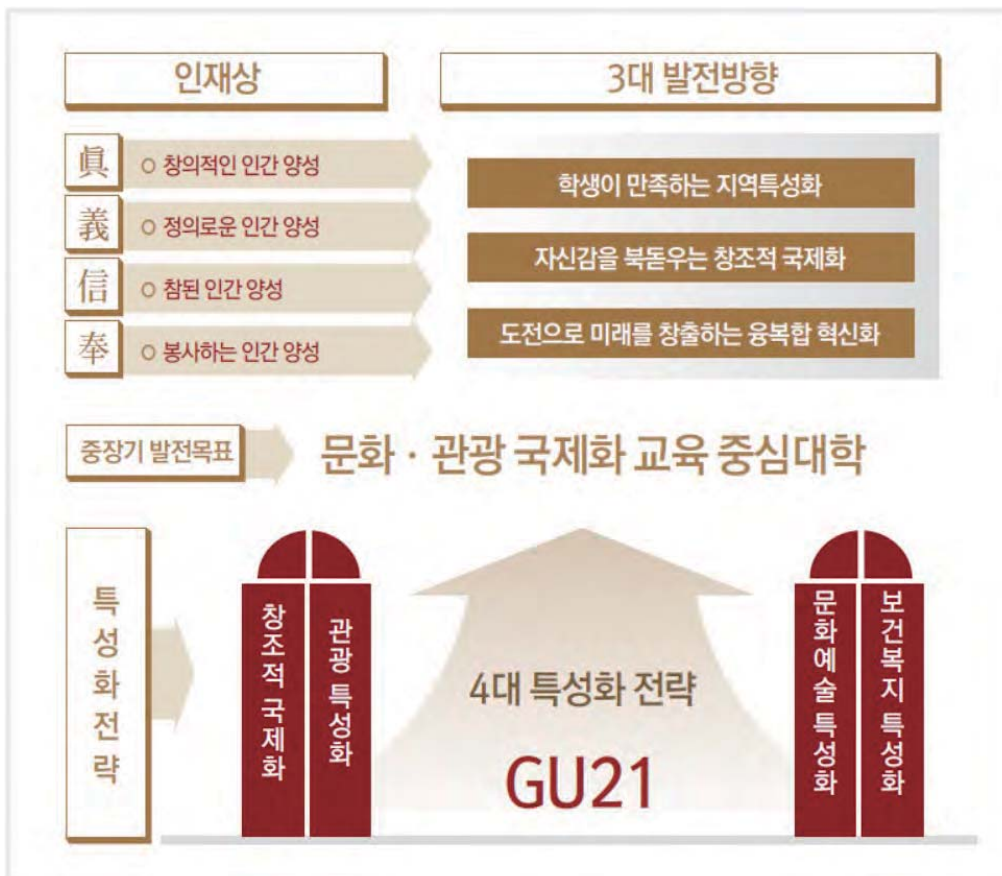 인재상
3대 발전방향
眞 ○ 창의적인 인간 양성
義 ○ 정의로운 인간 양성
信 ○ 참된 인간 양성
奉 ○ 봉사하는 인간 양성
학생이 만족하는 지역특성화
자신감을 북돋우는 창조적 국제화
도전으로 미래를 창출하는 융복합 혁신화
중장기 발전목표
문화 · 관광 국제화 교육 중심대학
특성화전략
창조적 국제화
관광 특성화
4대 특성화 전략
GU21
문화예술 특성화
보건복지 특성화